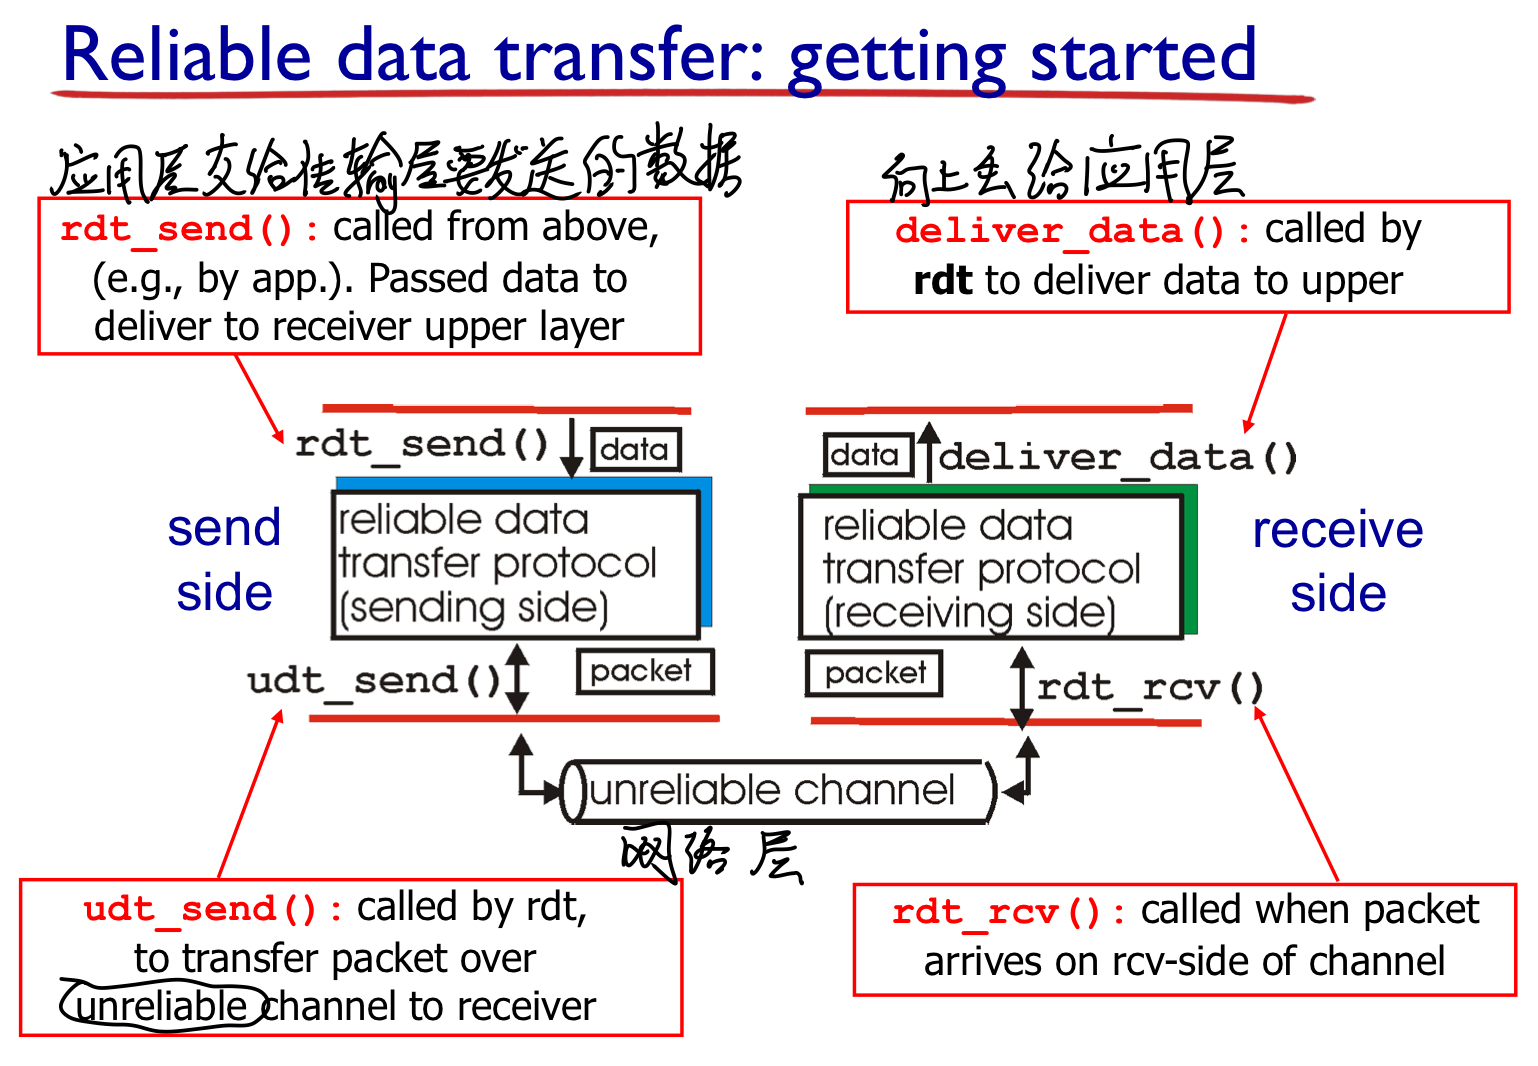 Reliable data transfer: getting started
应用层交给传输层要发送的数据
向上丢给应用层
rdt_send(): called from above,
(e.g., by app.). Passed data to
deliver to receiver upper layer
deliver_data(): called by
rdt to deliver data to upper
rdt_send()
data
data
deliver_data()
send
side
reliable data
transfer protocol
(sending side)
reliable data
transfer protocol
(receiving side)
receive
side
udt_send()
packet
packet
rdt_rcv()
unreliable channel
网络层
udt_send(): called by rdt,
to transfer packet over
unreliable channel to receiver
rdt_rcv(): called when packet
arrives on rcv-side of channel